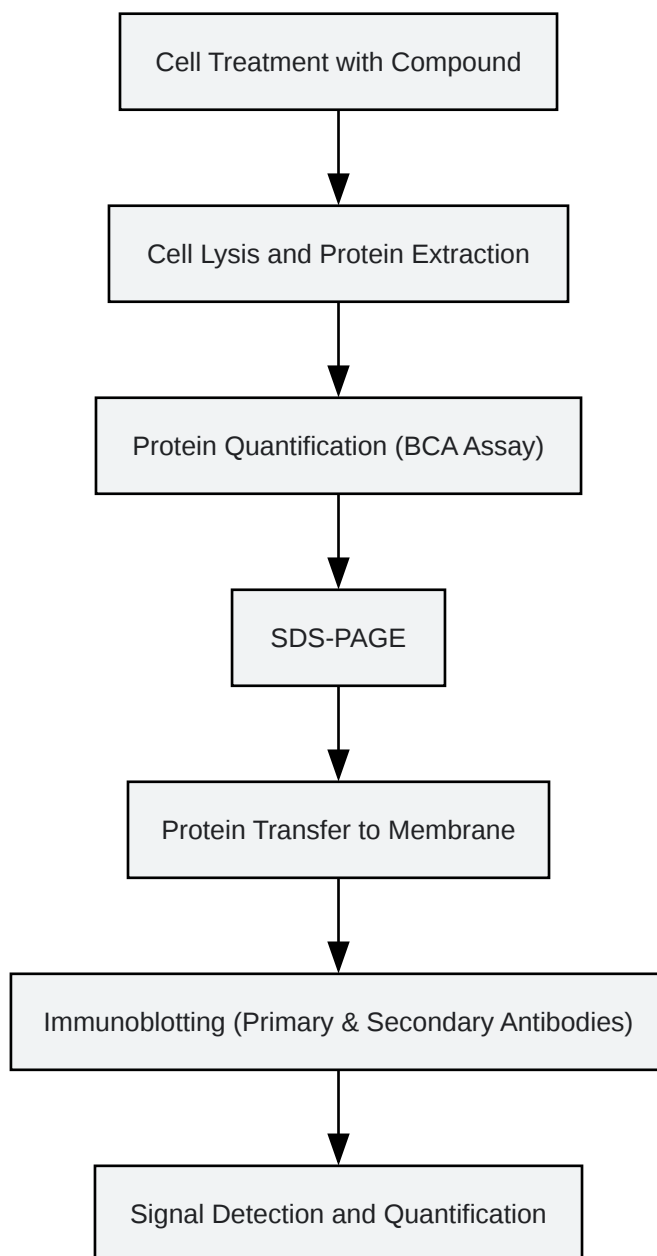 Cell Treatment with Compound
Cell Lysis and Protein Extraction
Protein Quantification (BCA Assay)
SDS-PAGE
Protein Transfer to Membrane
Immunoblotting (Primary & Secondary Antibodies)
Signal Detection and Quantification